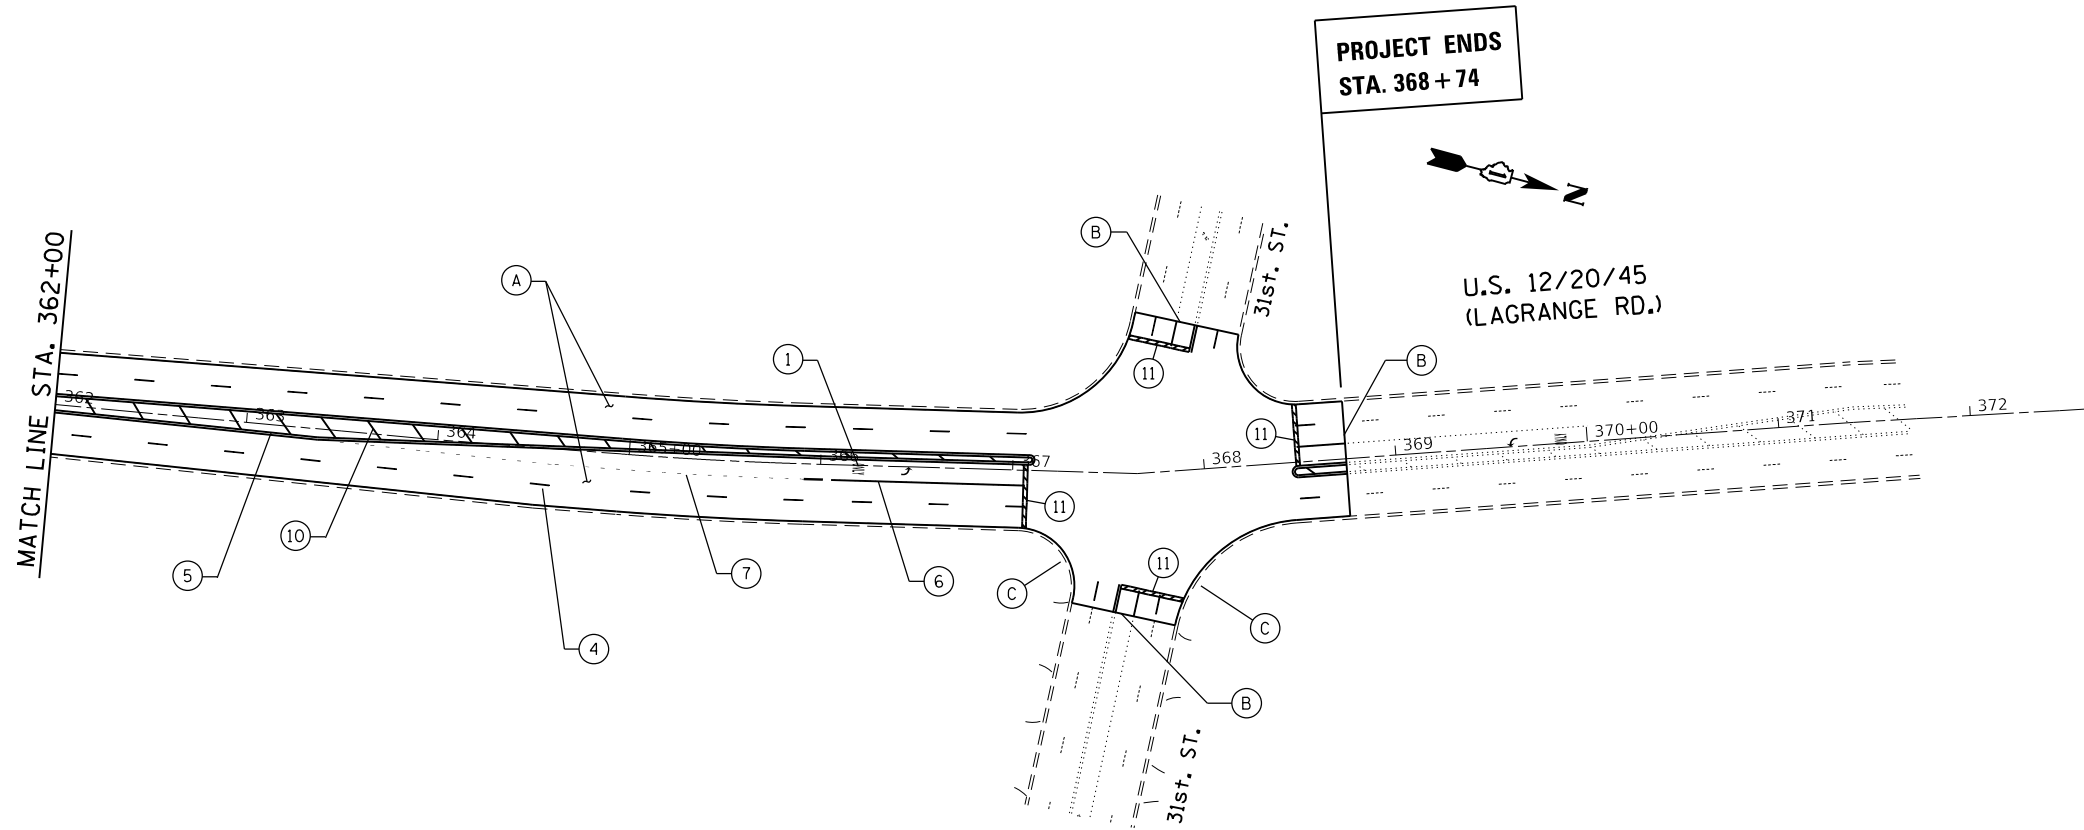 PROJECT ENDS
STA. 368+74
N
U.S. 12/20/45
(LAGRANGE RD.)
MATCH LINE STA. 362+00
31st. ST.
B
A
1
11
B
11
362
363
364
365+00
366
367
368
369
370+00
371
372
11
10
5
7
6
C
11
4
C
B
31st. ST.